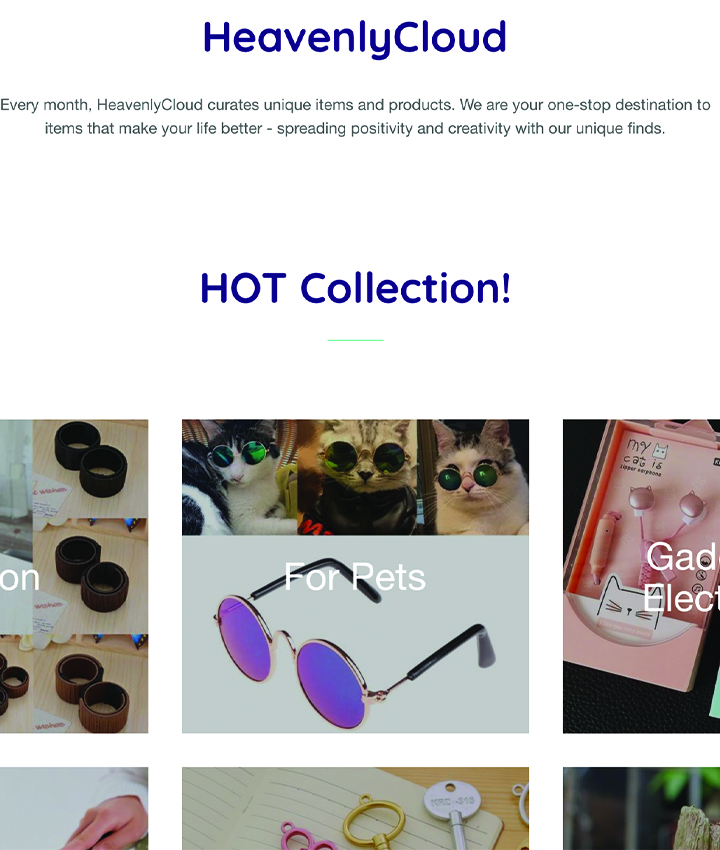 HeavenlyCloud
Every month, HeavenlyCloud curates unique items and products. We are your one-stop destination to
items that make your life better - spreading positivity and creativity with our unique finds.
HOT Collection!
on
For Pets
my
cat is
zipper earphone
Gad
Elect